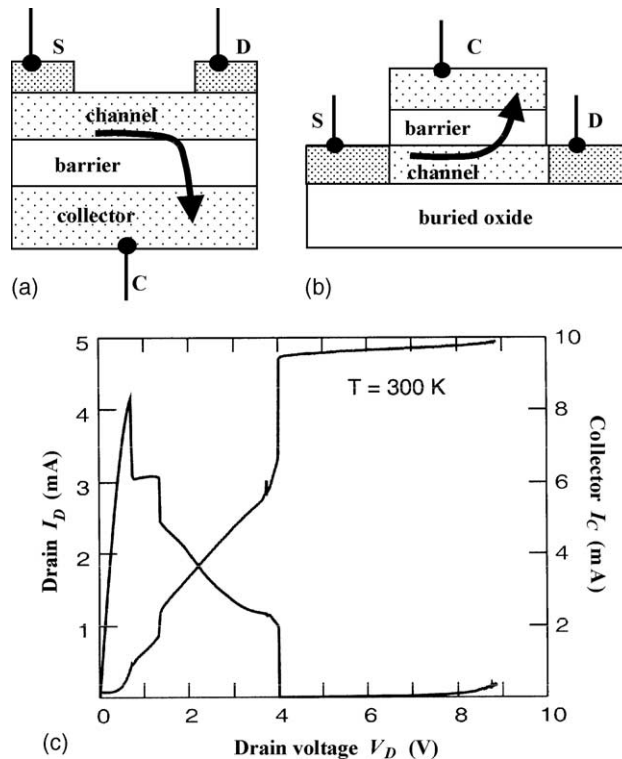 S
D
channel
barrier
collector
C
(a)
C
S
barrier
D
channel
buried oxide
(b)
T = 300 K
Drain I_D (mA)
5
4
3
2
1
Collector I_C (mA)
10
8
6
4
2
0 2 4 6 8 10
Drain voltage V_D (V)
(c)